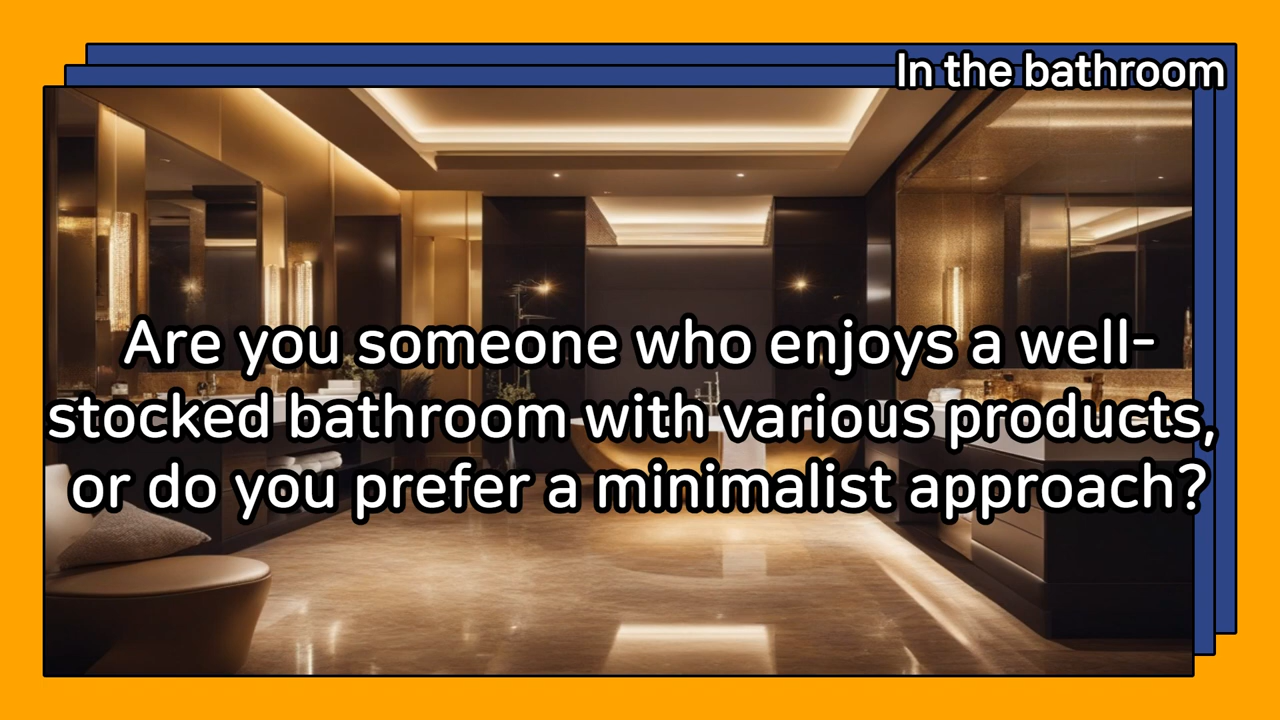 In the bathroom
Are you someone who enjoys a well-
stocked bathroom with various products,
or do you prefer a minimalist approach?